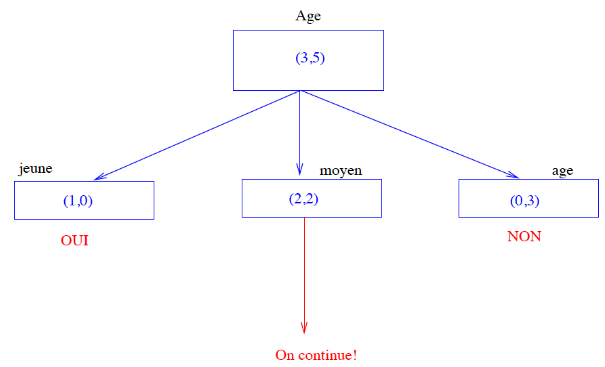 Age
(3,5)
jeune
moyen
age
(1,0)
(2,2)
(0,3)
OUI
NON
On continue!